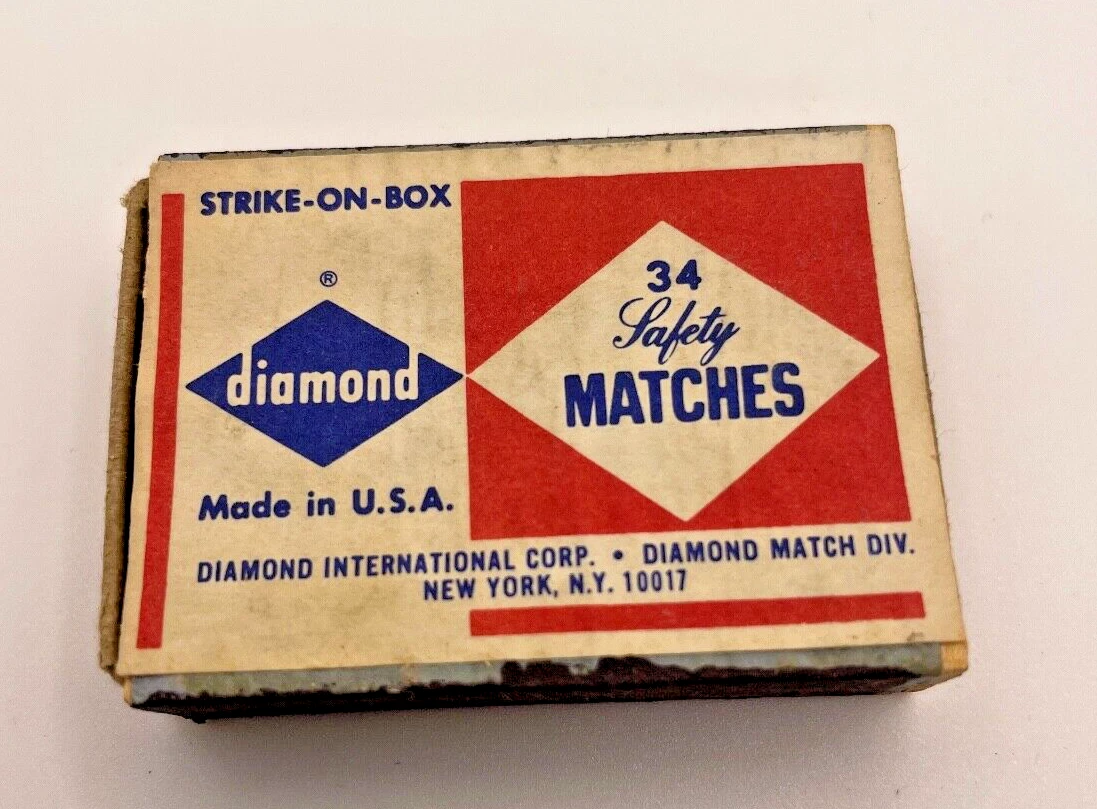 STRIKE-ON-BOX
®
diamond
Made in U.S.A.
34
Safety
MATCHES
DIAMOND INTERNATIONAL CORP. • DIAMOND MATCH DIV.
NEW YORK, N.Y. 10017